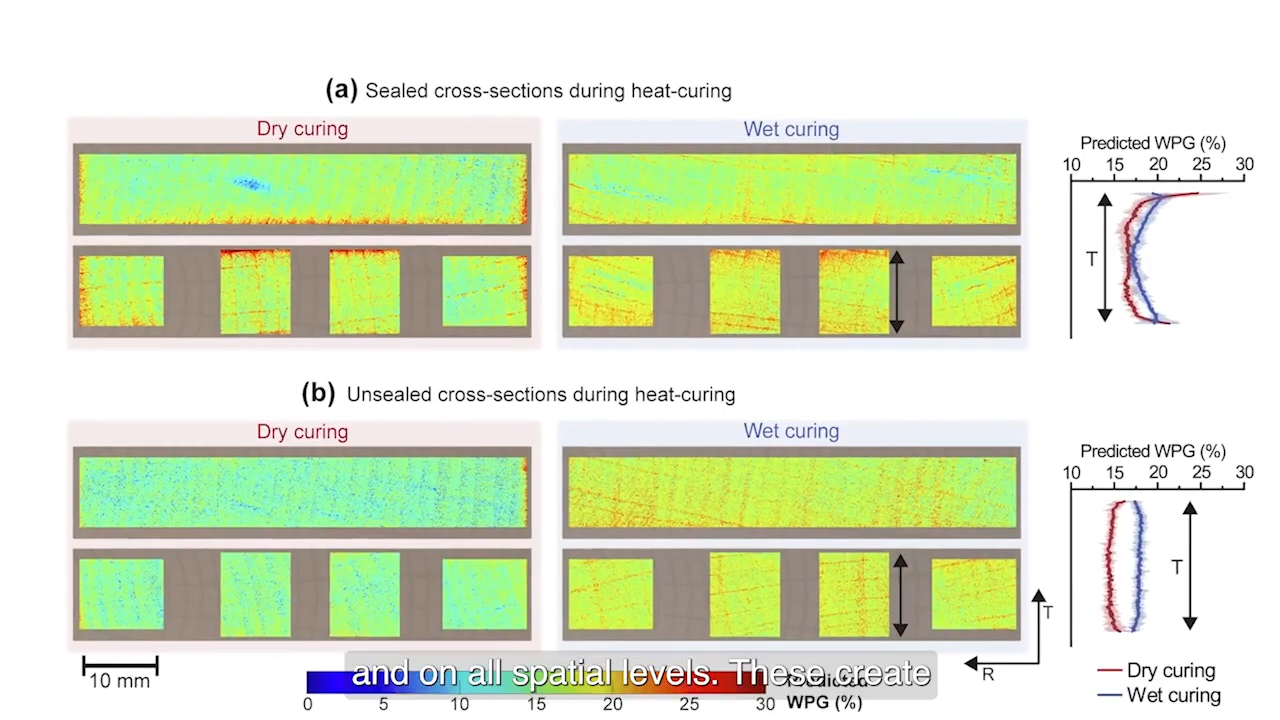 (a) Sealed cross-sections during heat-curing
Dry curing
Wet curing
Predicted WPG (%)
10 15 20 25 30
T
(b) Unsealed cross-sections during heat-curing
Dry curing
Wet curing
Predicted WPG (%)
10 15 20 25 30
T
T
R
10 mm
and on all spatial levels. These create
Predicted
WPG (%)
0 5 10 15 20 25 30
Dry curing
Wet curing